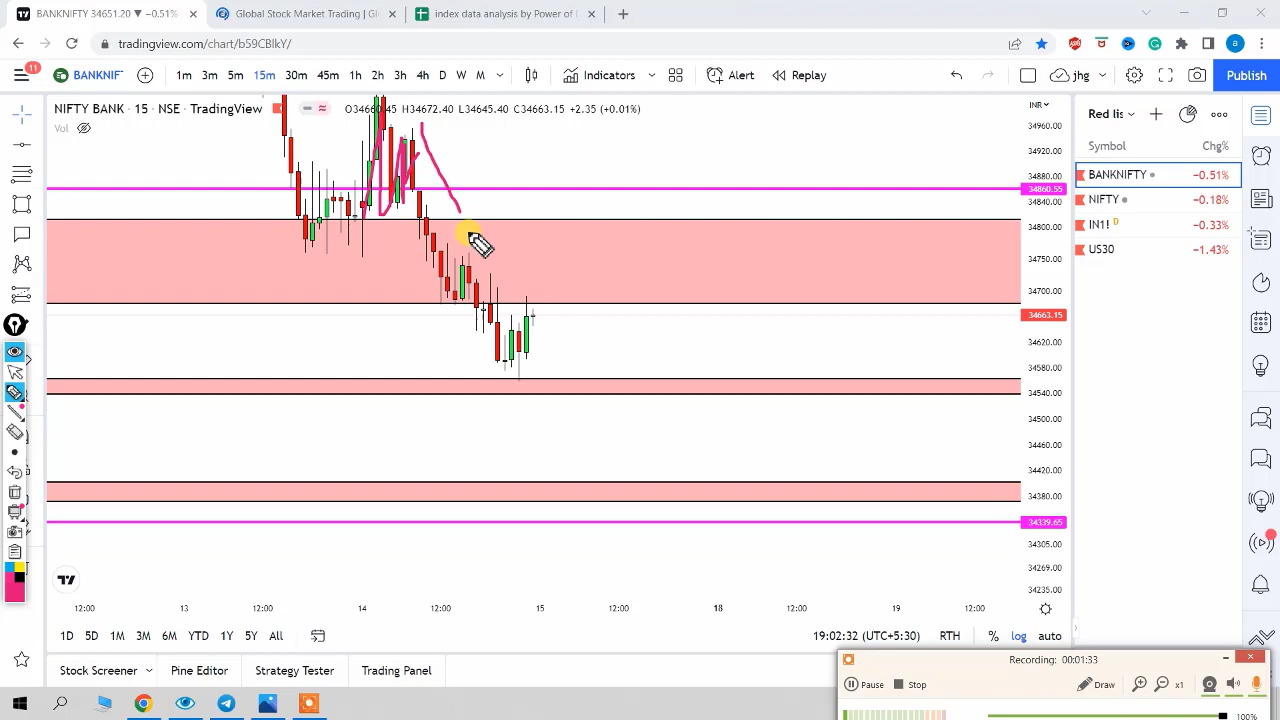 BANKNIFTY 34651.20 ▼ −0.51%
Global Stock Market Trading | Gl
index data analysis by Power of
tradingview.com/chart/b59CBlkY/
11
BANKNIF
1m 3m 5m 15m 30m 45m 1h 2h 3h 4h D W M
Indicators
Alert
Replay
jhg
Publish
NIFTY BANK · 15 · NSE · TradingView
H34672.40 L34645.40 C34663.15 +2.35 (+0.01%)
Vol
INR
34960.00
34920.00
34880.00
34860.55
34840.00
34800.00
34750.00
34700.00
34663.15
34620.00
34580.00
34540.00
34500.00
34460.00
34420.00
34380.00
34339.65
34305.00
34269.00
34235.00
Red lis
Symbol Chg%
BANKNIFTY −0.51%
NIFTY −0.18%
IN1! D −0.33%
US30 −1.43%
12:00 13 12:00 14 12:00 15 12:00 18 12:00 19 12:00
1D 5D 1M 3M 6M YTD 1Y 5Y All
19:02:32 (UTC+5:30) RTH % log auto
Stock Screener Pine Editor Strategy Tester Trading Panel
Recording: 00:01:33
Pause Stop Draw x1
100%